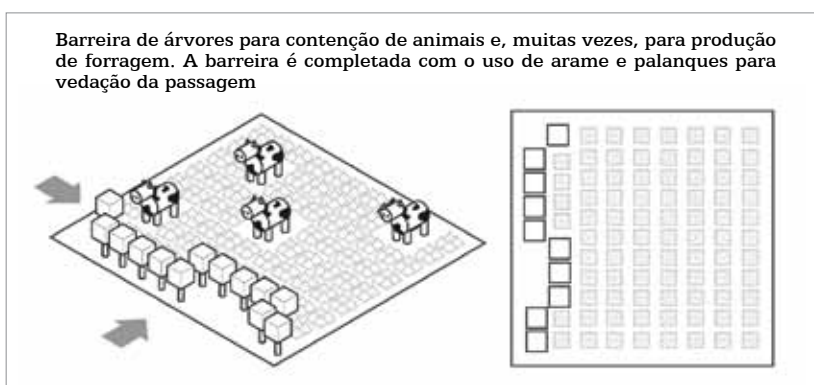 Barreira de árvores para contenção de animais e, muitas vezes, para produção
de forragem. A barreira é completada com o uso de arame e palanques para
vedação da passagem